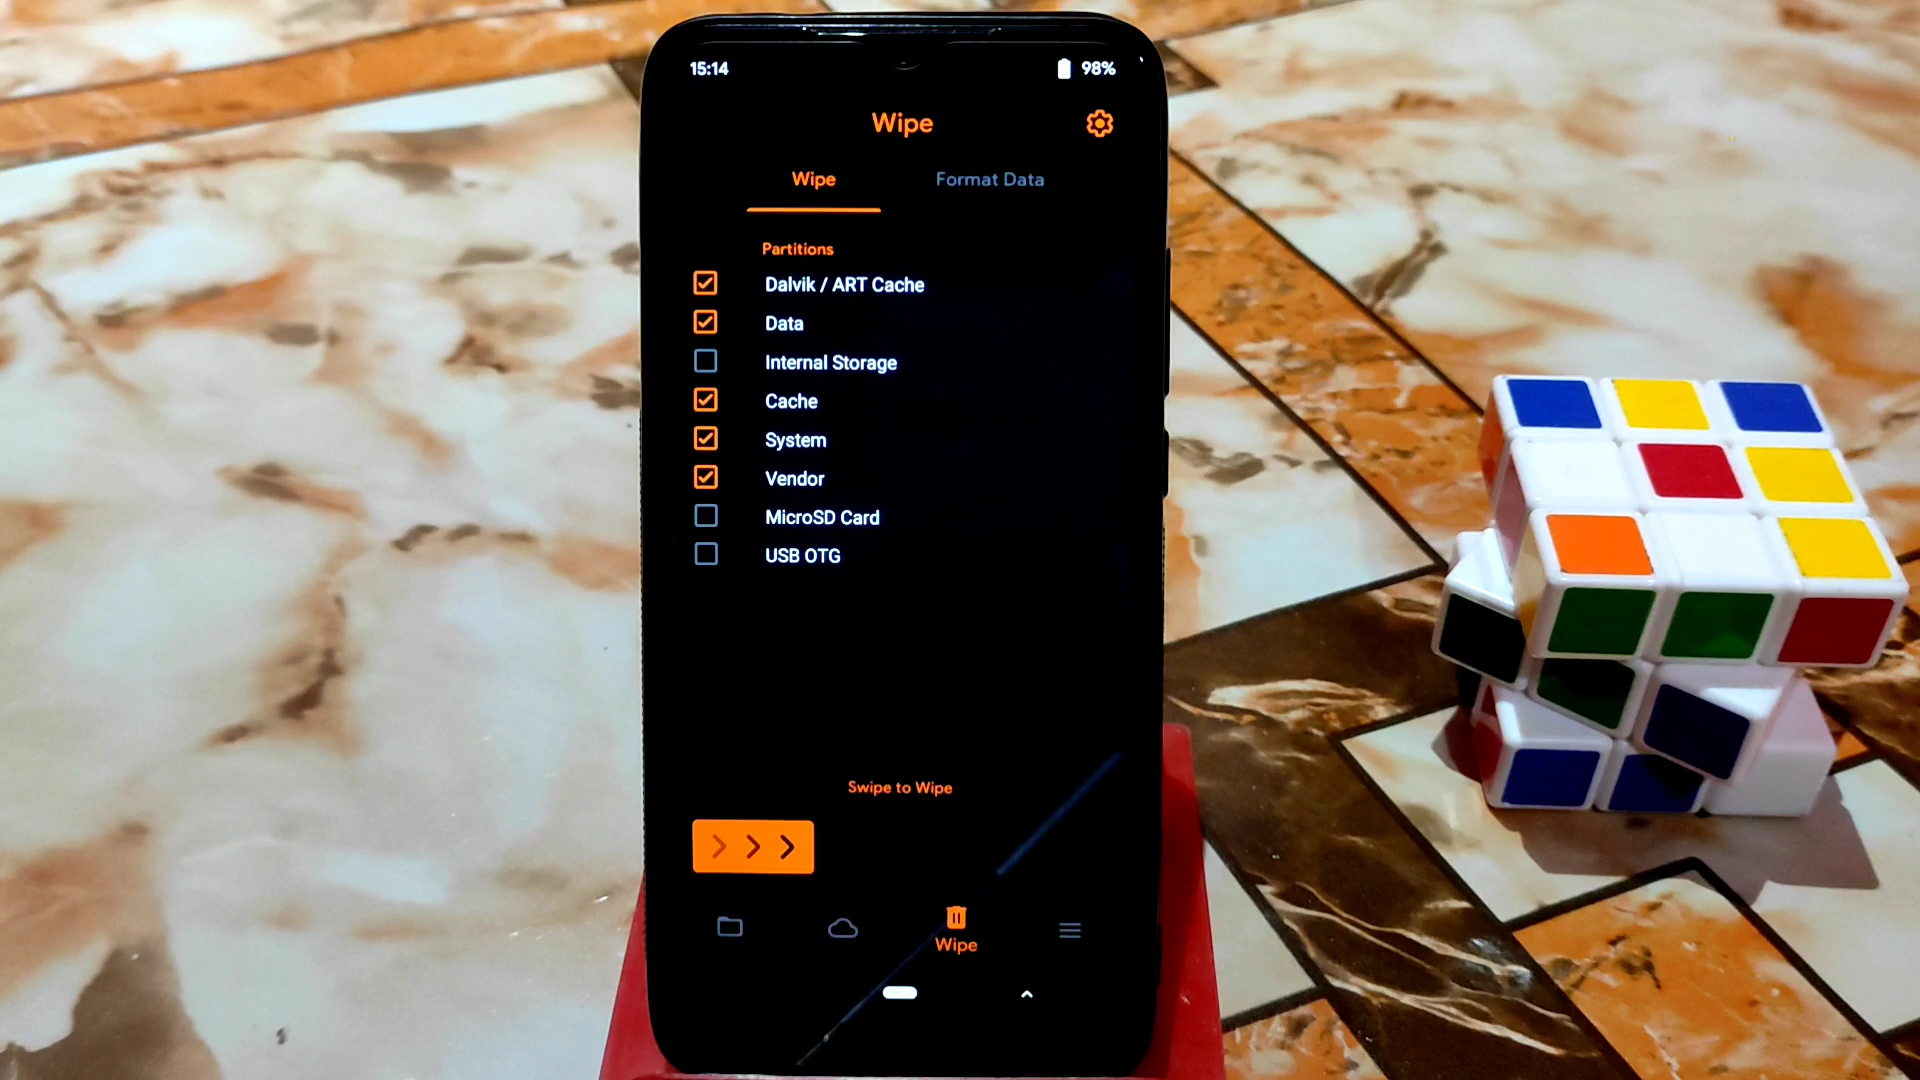 15:14
98%
Wipe
Wipe
Format Data
Partitions
Dalvik / ART Cache
Data
Internal Storage
Cache
System
Vendor
MicroSD Card
USB OTG
Swipe to Wipe
Wipe